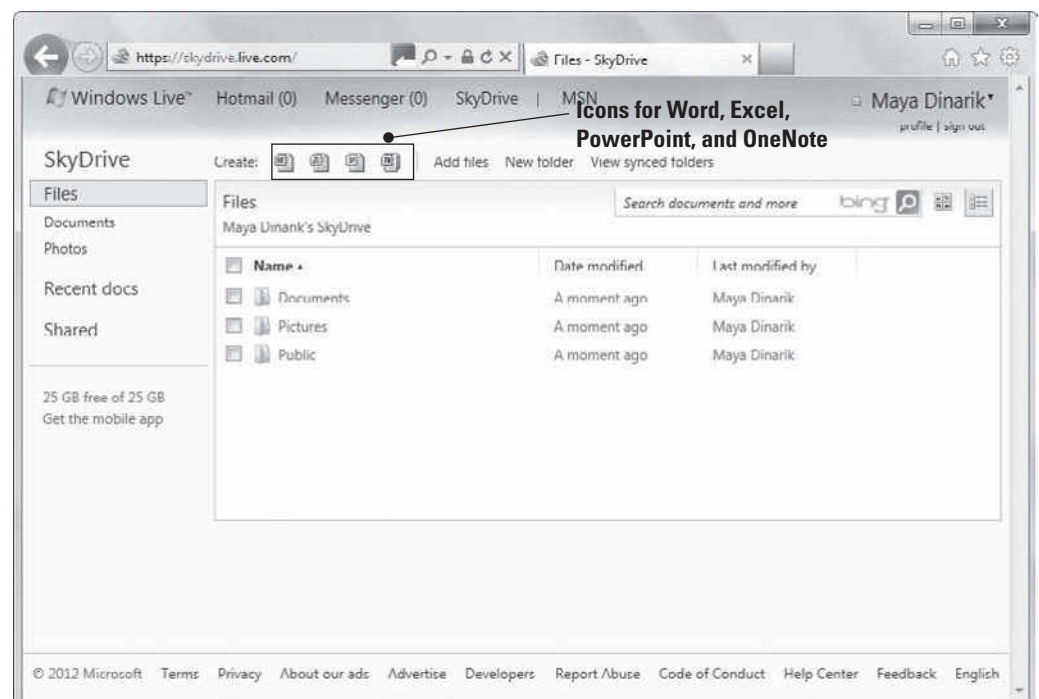 https://skydrive.live.com/
Files - SkyDrive
Windows Live™ Hotmail (0) Messenger (0) SkyDrive | MSN
Maya Dinarik
profile | sign out
Icons for Word, Excel,
PowerPoint, and OneNote
SkyDrive
Create: Add files New folder View synced folders
Files
Documents
Photos
Recent docs
Shared
25 GB free of 25 GB
Get the mobile app
Files
Maya Dinarik's SkyDrive
Search documents and more bing
Name Date modified Last modified by
Documents A moment ago Maya Dinarik
Pictures A moment ago Maya Dinarik
Public A moment ago Maya Dinarik
© 2012 Microsoft Terms Privacy About our ads Advertise Developers Report Abuse Code of Conduct Help Center Feedback English